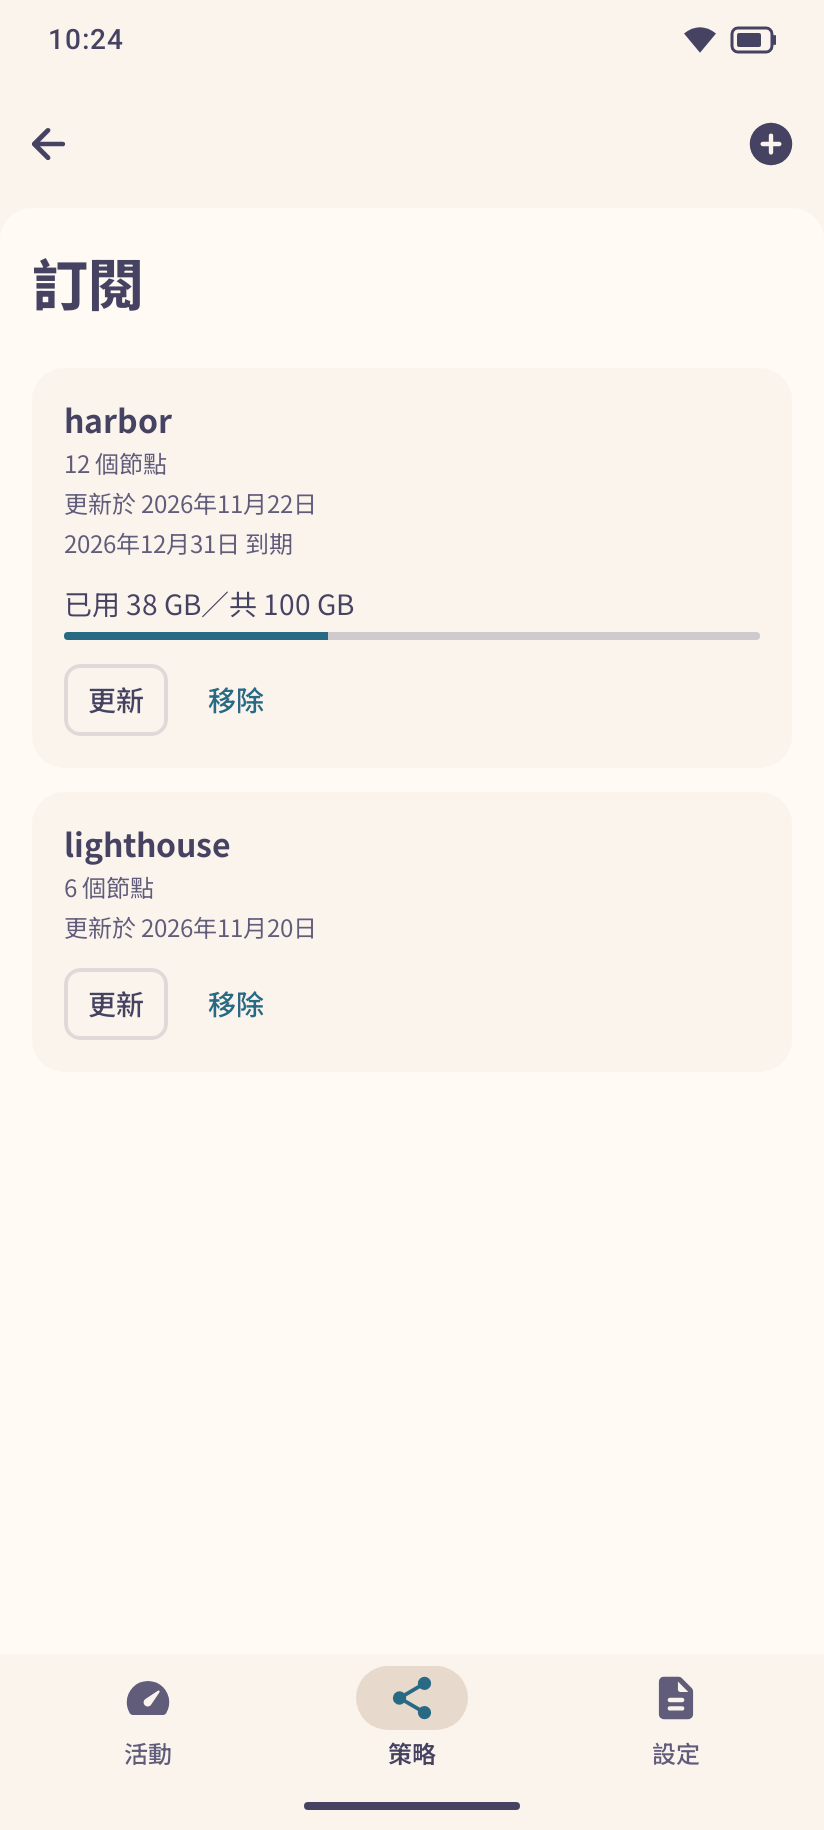 10:24
訂閱
harbor
12 個節點
更新於 2026年11月22日
2026年12月31日 到期
已用 38 GB／共 100 GB
更新 移除
lighthouse
6 個節點
更新於 2026年11月20日
更新 移除
活動 策略 設定